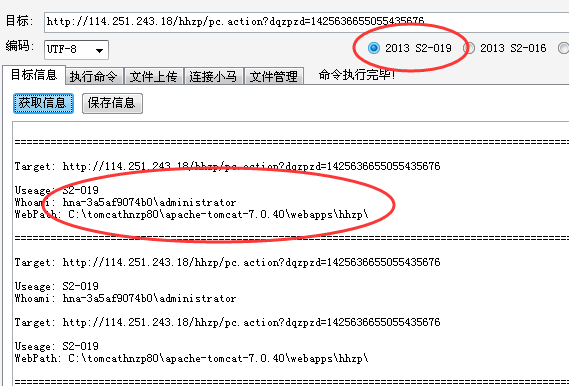 目标: http://114.251.243.18/hhzp/pc.action?dqzpzd=1425636655055435676
编码: UTF-8 2013 S2-019 2013 S2-016
目标信息 执行命令 文件上传 连接小马 文件管理 命令执行完毕!
获取信息 保存信息
================================================================
Target: http://114.251.243.18/hhzp/pc.action?dqzpzd=1425636655055435676
Useage: S2-019
Whoami: hna-3a5af9074b0\administrator
WebPath: C:\tomcathnzp80\apache-tomcat-7.0.40\webapps\hhzp\
================================================================
Target: http://114.251.243.18/hhzp/pc.action?dqzpzd=1425636655055435676
Useage: S2-019
Whoami: hna-3a5af9074b0\administrator
Target: http://114.251.243.18/hhzp/pc.action?dqzpzd=1425636655055435676
Useage: S2-019
WebPath: C:\tomcathnzp80\apache-tomcat-7.0.40\webapps\hhzp\
================================================================